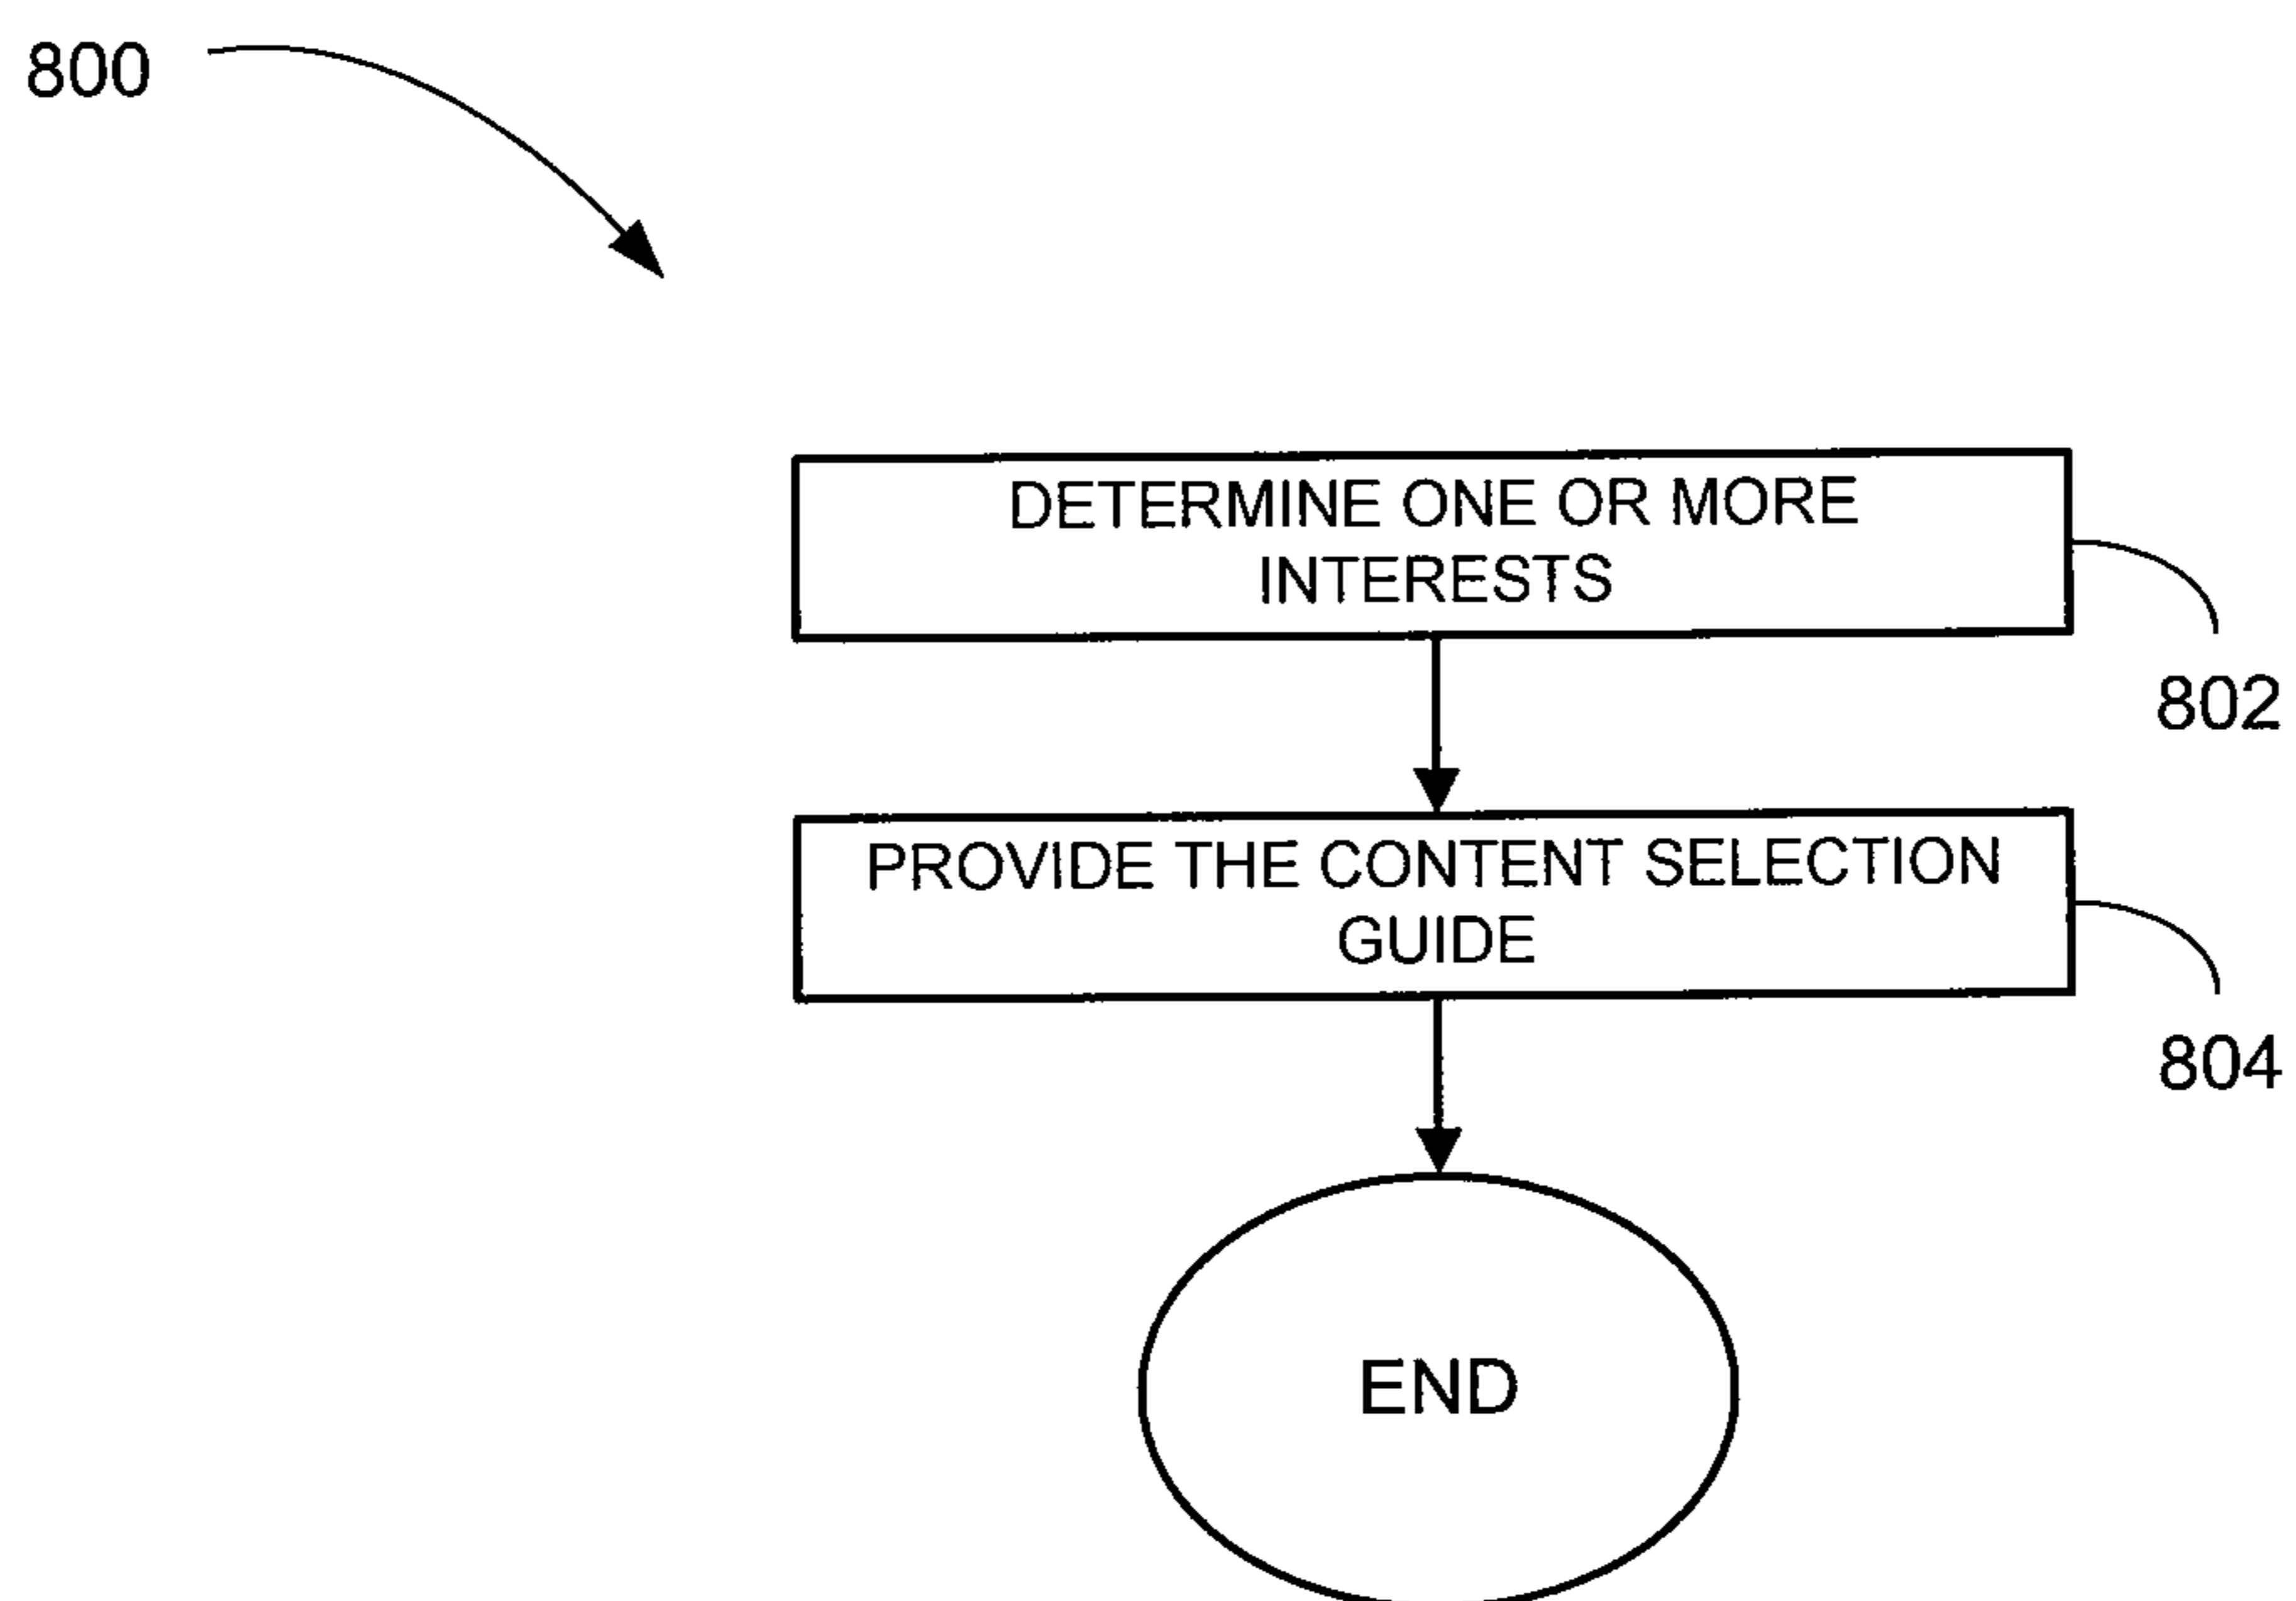 800
DETERMINE ONE OR MORE
INTERESTS
802
PROVIDE THE CONTENT SELECTION
GUIDE
804
END